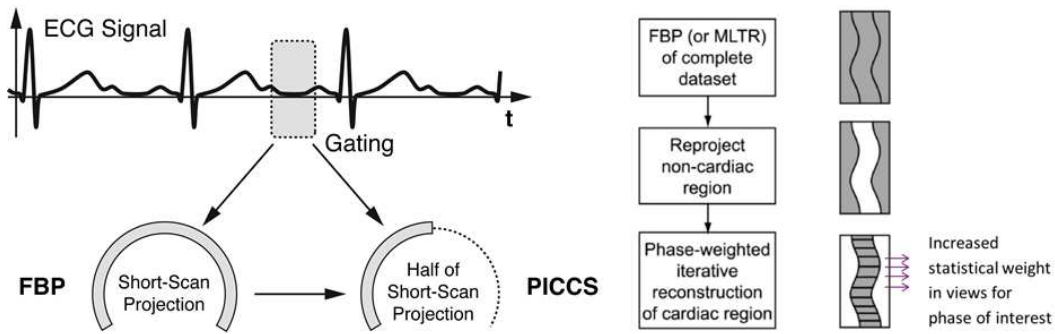 ECG Signal
t
Gating
FBP
Short-Scan
Projection
Half of
Short-Scan
Projection
PICCS
FBP (or MLTR)
of complete
dataset
Reproject
non-cardiac
region
Phase-weighted
iterative
reconstruction
of cardiac region
Increased
statistical weight
in views for
phase of interest